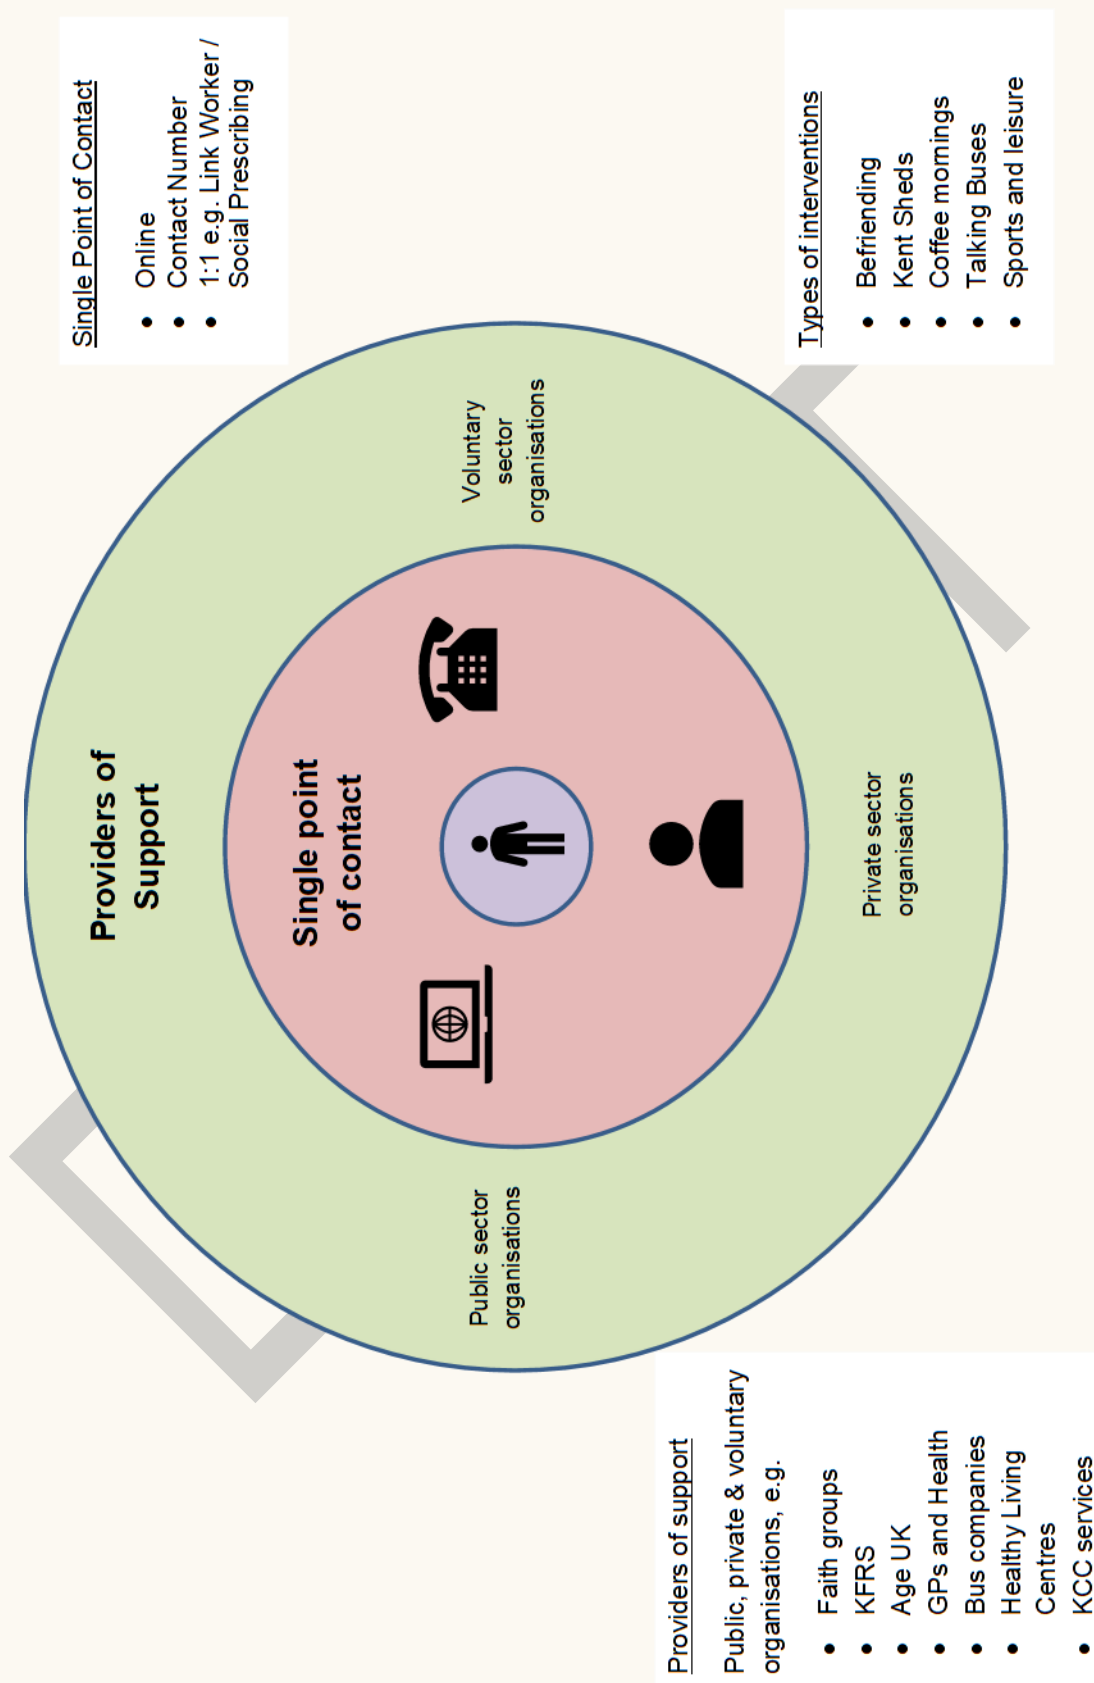 Providers of
Support
Single point
of contact
Public sector
organisations
Voluntary
sector
organisations
Private sector
organisations
Single Point of Contact
• Online
• Contact Number
• 1:1 e.g. Link Worker /
Social Prescribing
Providers of support
Public, private & voluntary
organisations, e.g.
• Faith groups
• KFRS
• Age UK
• GPs and Health
• Bus companies
• Healthy Living
Centres
• KCC services
Types of interventions
• Befriending
• Kent Sheds
• Coffee mornings
• Talking Buses
• Sports and leisure